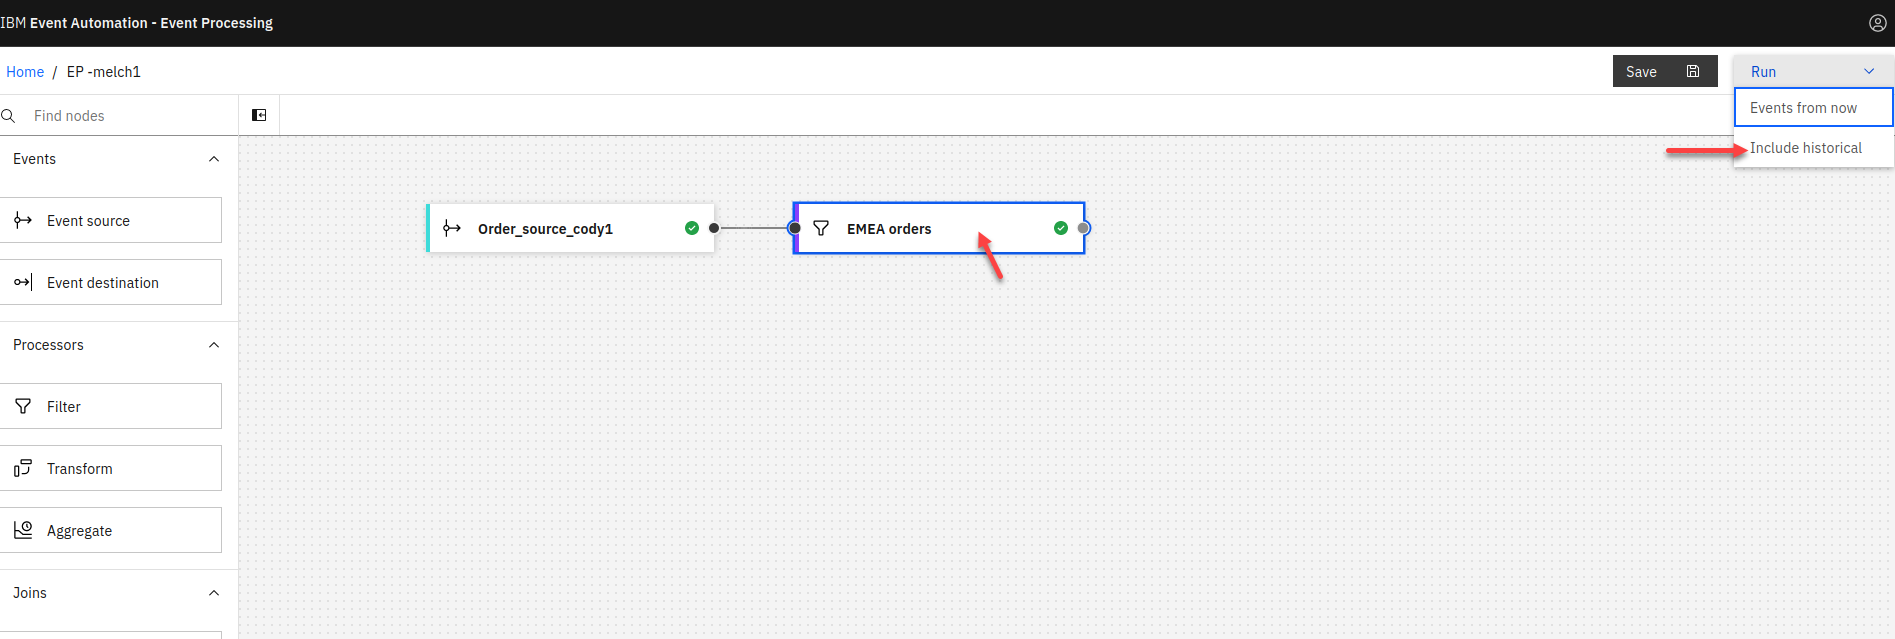 IBM Event Automation - Event Processing
Home / EP -melch1
Save
Run
Events from now
Include historical
Find nodes
Events
Event source
Event destination
Processors
Filter
Transform
Aggregate
Joins
Order_source_cody1
EMEA orders